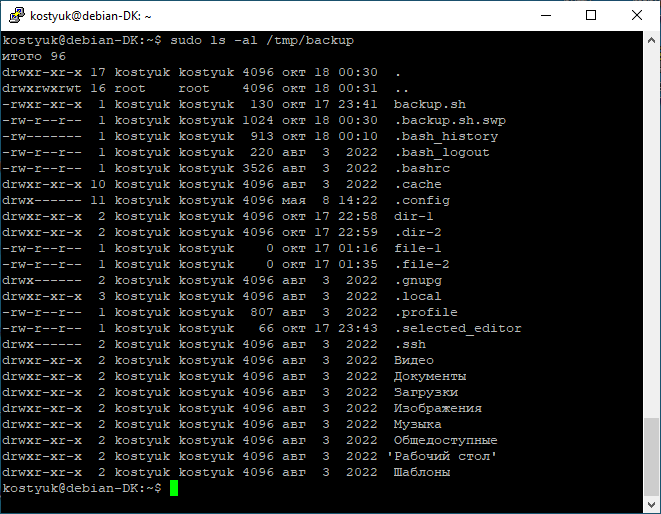 kostyuk@debian-DK: ~
kostyuk@debian-DK:~$ sudo ls -al /tmp/backup
итого 96
drwxr-xr-x 17 kostyuk kostyuk 4096 окт 18 00:30  .
drwxrwxrwt 16 root    root    4096 окт 18 00:31  ..
-rwxr-xr-x  1 kostyuk kostyuk  130 окт 17 23:41  backup.sh
-rw-r--r--  1 kostyuk kostyuk 1024 окт 18 00:30  .backup.sh.swp
-rw-------  1 kostyuk kostyuk  913 окт 18 00:10  .bash_history
-rw-r--r--  1 kostyuk kostyuk  220 авг  3  2022  .bash_logout
-rw-r--r--  1 kostyuk kostyuk 3526 авг  3  2022  .bashrc
drwxr-xr-x 10 kostyuk kostyuk 4096 авг  3  2022  .cache
drwx------ 11 kostyuk kostyuk 4096 мая  8 14:22  .config
drwxr-xr-x  2 kostyuk kostyuk 4096 окт 17 22:58  dir-1
drwxr-xr-x  2 kostyuk kostyuk 4096 окт 17 22:59  .dir-2
-rw-r--r--  1 kostyuk kostyuk    0 окт 17 01:16  file-1
-rw-r--r--  1 kostyuk kostyuk    0 окт 17 01:35  .file-2
drwx------  2 kostyuk kostyuk 4096 авг  3  2022  .gnupg
drwxr-xr-x  3 kostyuk kostyuk 4096 авг  3  2022  .local
-rw-r--r--  1 kostyuk kostyuk  807 авг  3  2022  .profile
-rw-r--r--  1 kostyuk kostyuk   66 окт 17 23:43  .selected_editor
drwx------  2 kostyuk kostyuk 4096 авг  3  2022  .ssh
drwxr-xr-x  2 kostyuk kostyuk 4096 авг  3  2022  Видео
drwxr-xr-x  2 kostyuk kostyuk 4096 авг  3  2022  Документы
drwxr-xr-x  2 kostyuk kostyuk 4096 авг  3  2022  Загрузки
drwxr-xr-x  2 kostyuk kostyuk 4096 авг  3  2022  Изображения
drwxr-xr-x  2 kostyuk kostyuk 4096 авг  3  2022  Музыка
drwxr-xr-x  2 kostyuk kostyuk 4096 авг  3  2022  Общедоступные
drwxr-xr-x  2 kostyuk kostyuk 4096 авг  3  2022 'Рабочий стол'
drwxr-xr-x  2 kostyuk kostyuk 4096 авг  3  2022  Шаблоны
kostyuk@debian-DK:~$